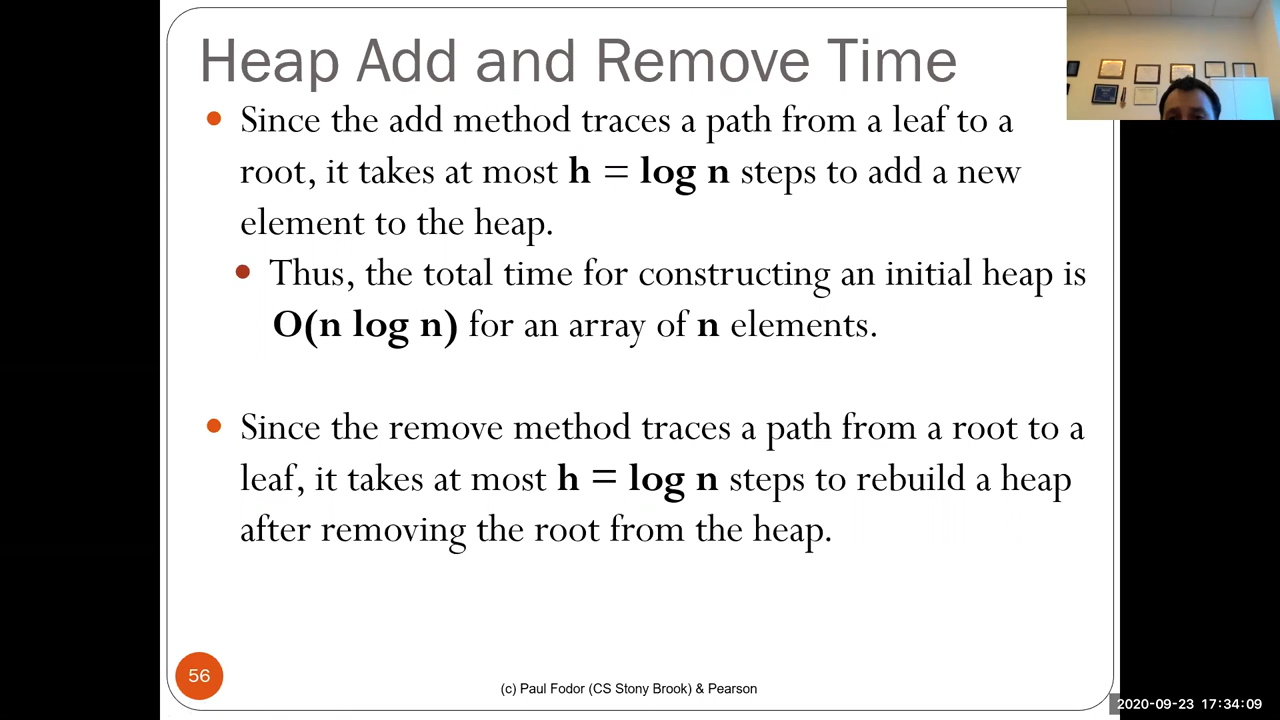 Heap Add and Remove Time
Since the add method traces a path from a leaf to a
root, it takes at most h = log n steps to add a new
element to the heap.
Thus, the total time for constructing an initial heap is
O(n log n) for an array of n elements.
Since the remove method traces a path from a root to a
leaf, it takes at most h = log n steps to rebuild a heap
after removing the root from the heap.
56
(c) Paul Fodor (CS Stony Brook) & Pearson
2020-09-23 17:34:09